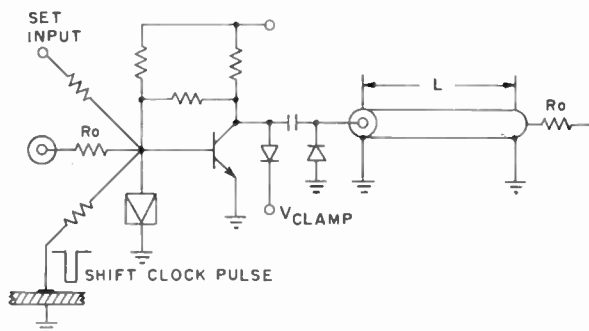 SET
INPUT
Ro
SHIFT CLOCK PULSE
VCLAMP
L
Ro